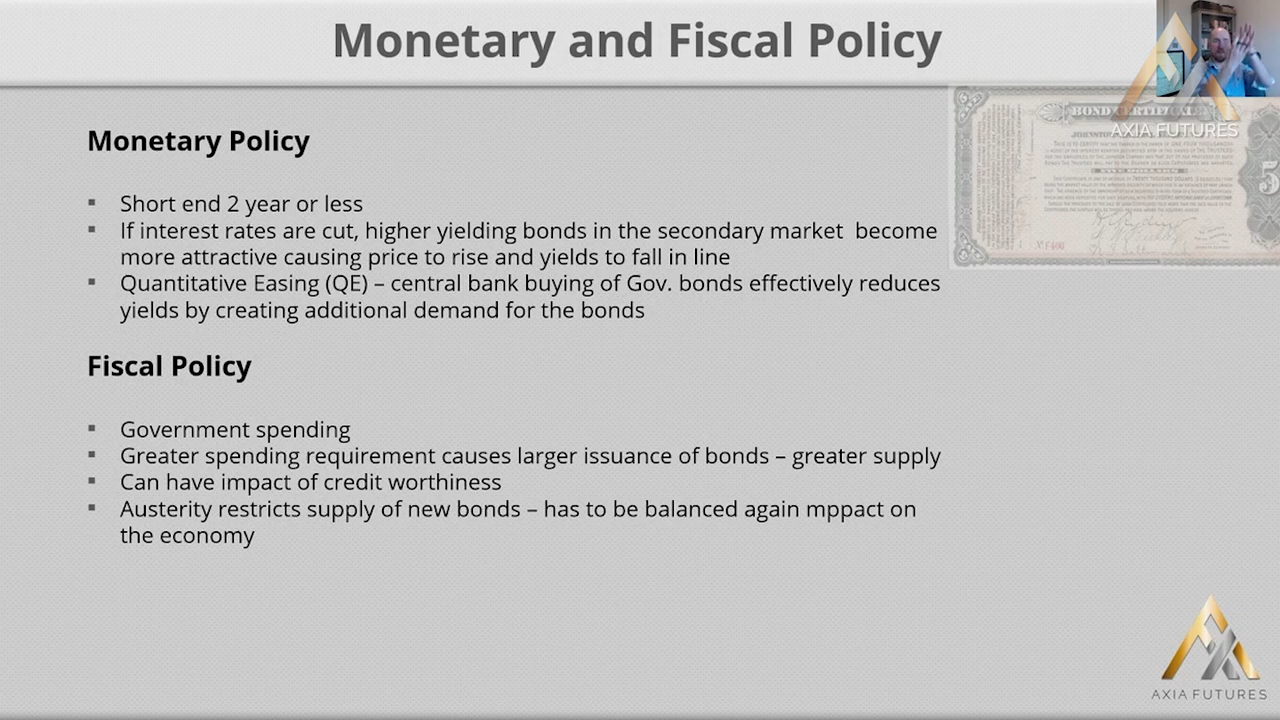 Monetary and Fiscal Policy
AXIA FUTURES
BOND CERTIFICATE
Monetary Policy
▪ Short end 2 year or less
▪ If interest rates are cut, higher yielding bonds in the secondary market become
more attractive causing price to rise and yields to fall in line
▪ Quantitative Easing (QE) – central bank buying of Gov. bonds effectively reduces
yields by creating additional demand for the bonds
Fiscal Policy
▪ Government spending
▪ Greater spending requirement causes larger issuance of bonds – greater supply
▪ Can have impact of credit worthiness
▪ Austerity restricts supply of new bonds – has to be balanced again mppact on
the economy
AXIA FUTURES